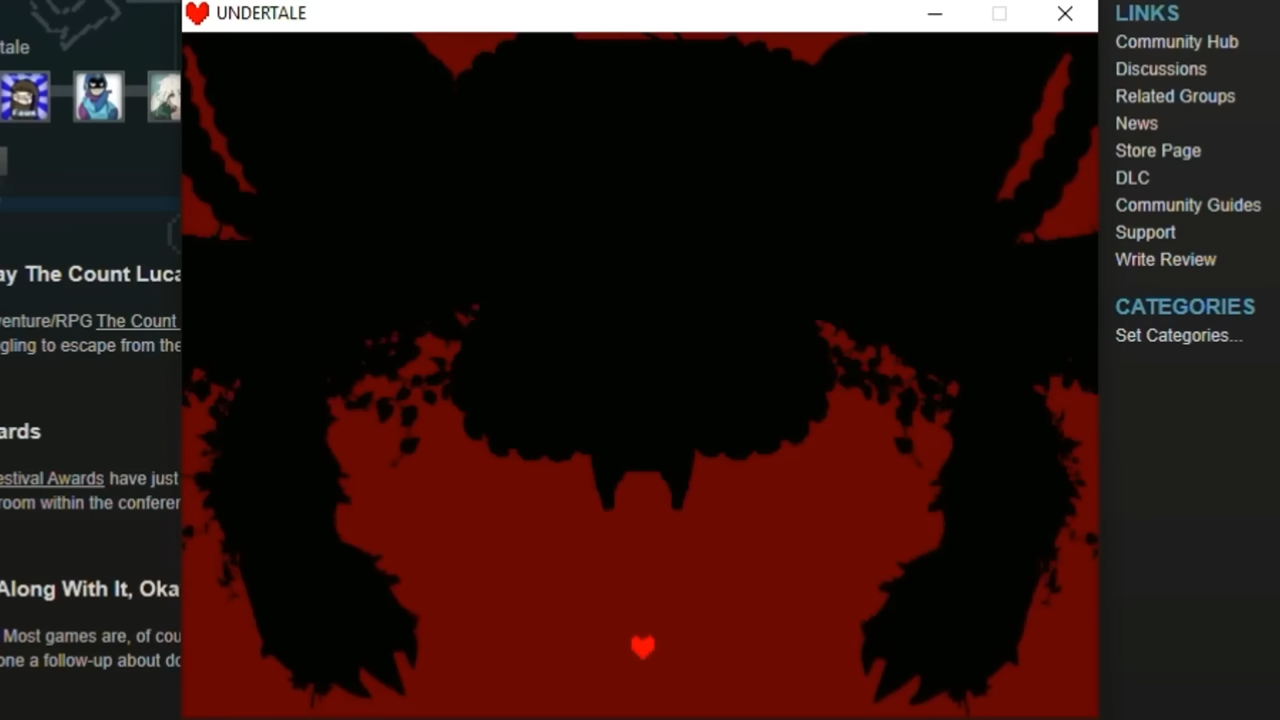 UNDERTALE
tale
ay The Count Luca
venture/RPG The Count
gling to escape from the
ards
estival Awards have just
room within the conferen
Along With It, Oka
Most games are, of cou
one a follow-up about do
LINKS
Community Hub
Discussions
Related Groups
News
Store Page
DLC
Community Guides
Support
Write Review
CATEGORIES
Set Categories...